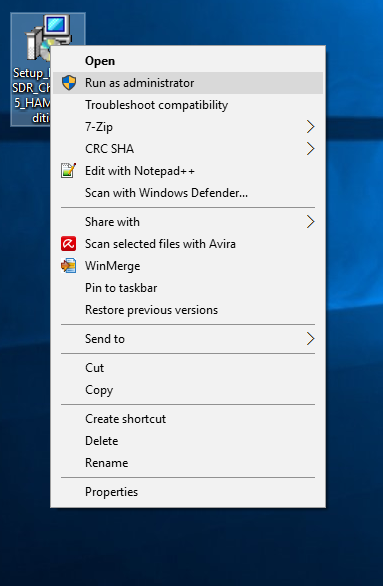 Setup_
SDR_Ch
5_HAM
diti
Open
Run as administrator
Troubleshoot compatibility
7-Zip
CRC SHA
Edit with Notepad++
Scan with Windows Defender...
Share with
Scan selected files with Avira
WinMerge
Pin to taskbar
Restore previous versions
Send to
Cut
Copy
Create shortcut
Delete
Rename
Properties